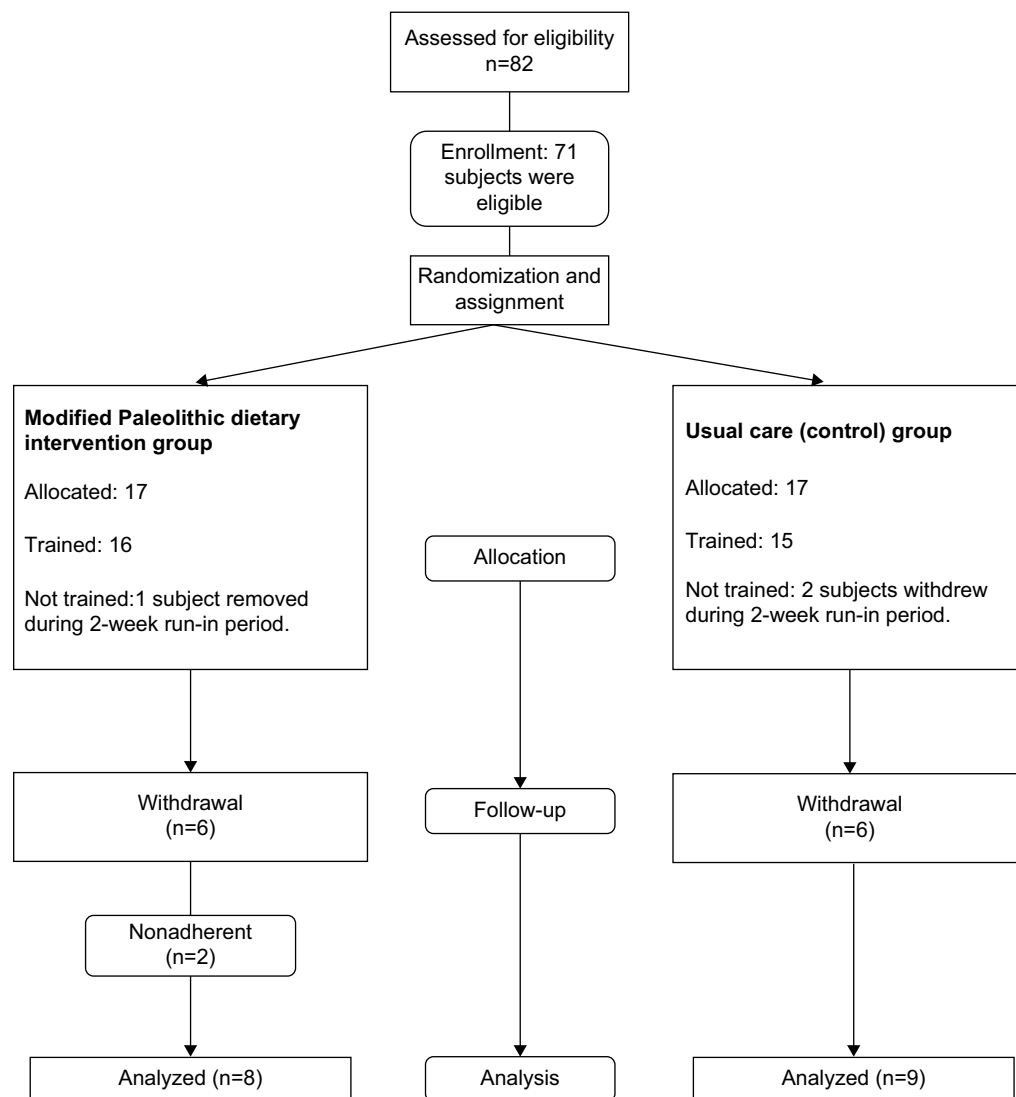 Assessed for eligibility
n=82
Enrollment: 71
subjects were
eligible
Randomization and
assignment
Modified Paleolithic dietary
intervention group
Allocated: 17
Trained: 16
Not trained:1 subject removed
during 2-week run-in period.
Usual care (control) group
Allocated: 17
Trained: 15
Not trained: 2 subjects withdrew
during 2-week run-in period.
Allocation
Withdrawal
(n=6)
Follow-up
Withdrawal
(n=6)
Nonadherent
(n=2)
Analyzed (n=8)
Analysis
Analyzed (n=9)